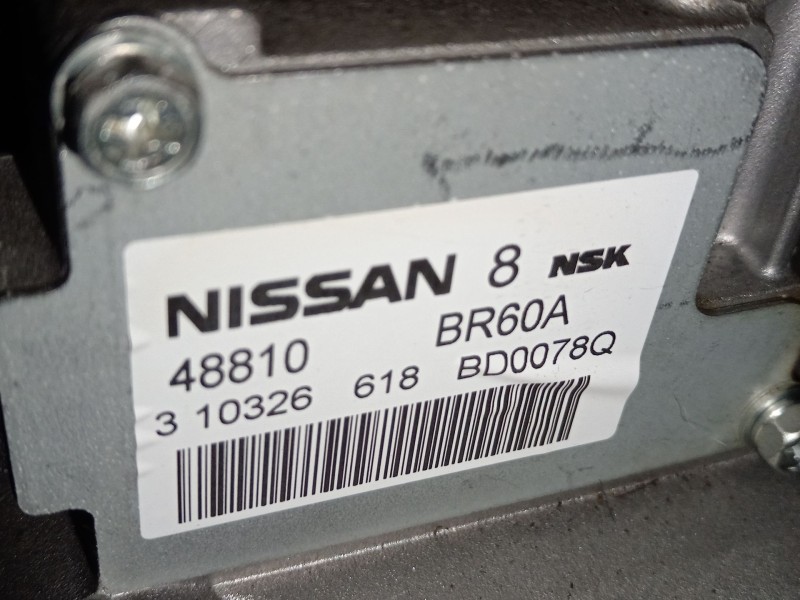 NISSAN 8 NSK
48810 BR60A
3 10326 618 BD0078Q